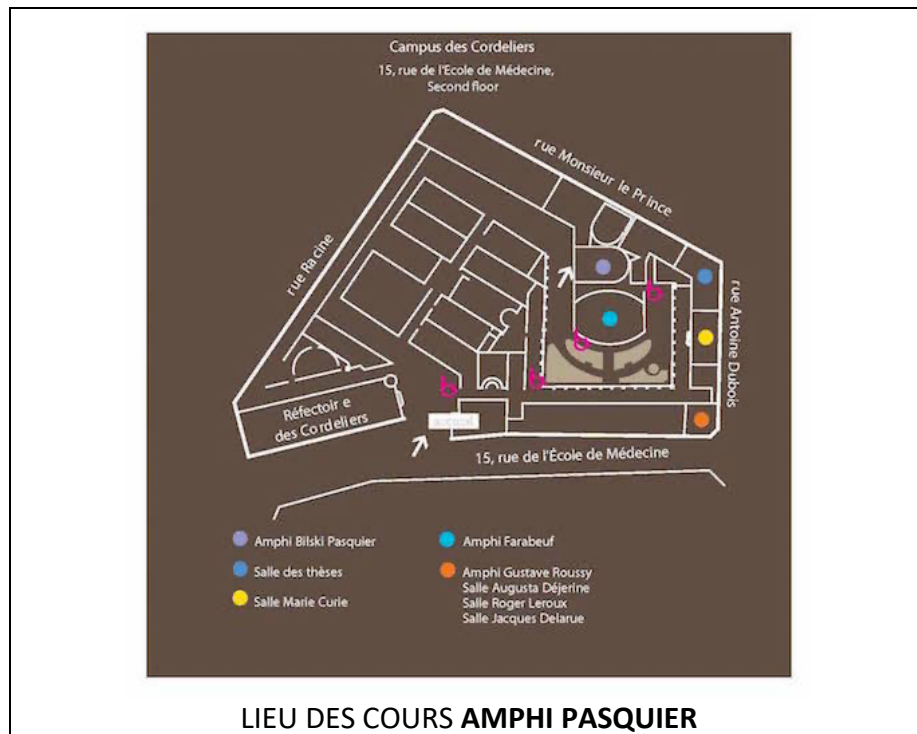 Campus des Cordeliers
15, rue de l'Ecole de Médecine,
Second floor
rue Monsieur le Prince
rue Racine
rue Antoine Dubois
Réfectoir e
des Cordeliers
15, rue de l'École de Médecine
Amphi Bilski Pasquier
Salle des thèses
Salle Marie Curie
Amphi Farabeuf
Amphi Gustave Roussy
Salle Augusta Déjerine
Salle Roger Leroux
Salle Jacques Delarue
LIEU DES COURS AMPHI PASQUIER